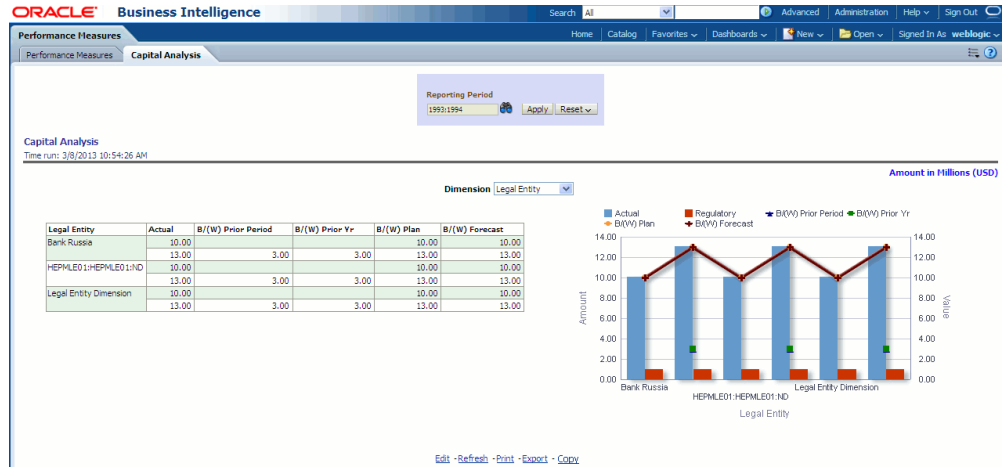 ORACLE Business Intelligence
Search All Advanced Administration Help Sign Out
Performance Measures
Home Catalog Favorites Dashboards New Open Signed In As weblogic
Performance Measures Capital Analysis
Reporting Period
1993:1994 Apply Reset
Capital Analysis
Time run: 3/8/2013 10:54:26 AM
Amount in Millions (USD)
Dimension Legal Entity
Legal Entity Actual B/(W) Prior Period B/(W) Prior Yr B/(W) Plan B/(W) Forecast
Bank Russia 10.00 10.00 10.00
13.00 3.00 3.00 13.00 13.00
HEPMLE01:HEPMLE01:ND 10.00 10.00 10.00
13.00 3.00 3.00 13.00 13.00
Legal Entity Dimension 10.00 10.00 10.00
13.00 3.00 3.00 13.00 13.00
Actual Regulatory B/(W) Prior Period B/(W) Prior Yr
B/(W) Plan B/(W) Forecast
14.00 14.00
12.00 12.00
10.00 10.00
8.00 8.00
6.00 6.00
4.00 4.00
2.00 2.00
0.00 0.00
Amount
Value
Bank Russia Legal Entity Dimension
HEPMLE01:HEPMLE01:ND
Legal Entity
Edit - Refresh - Print - Export - Copy